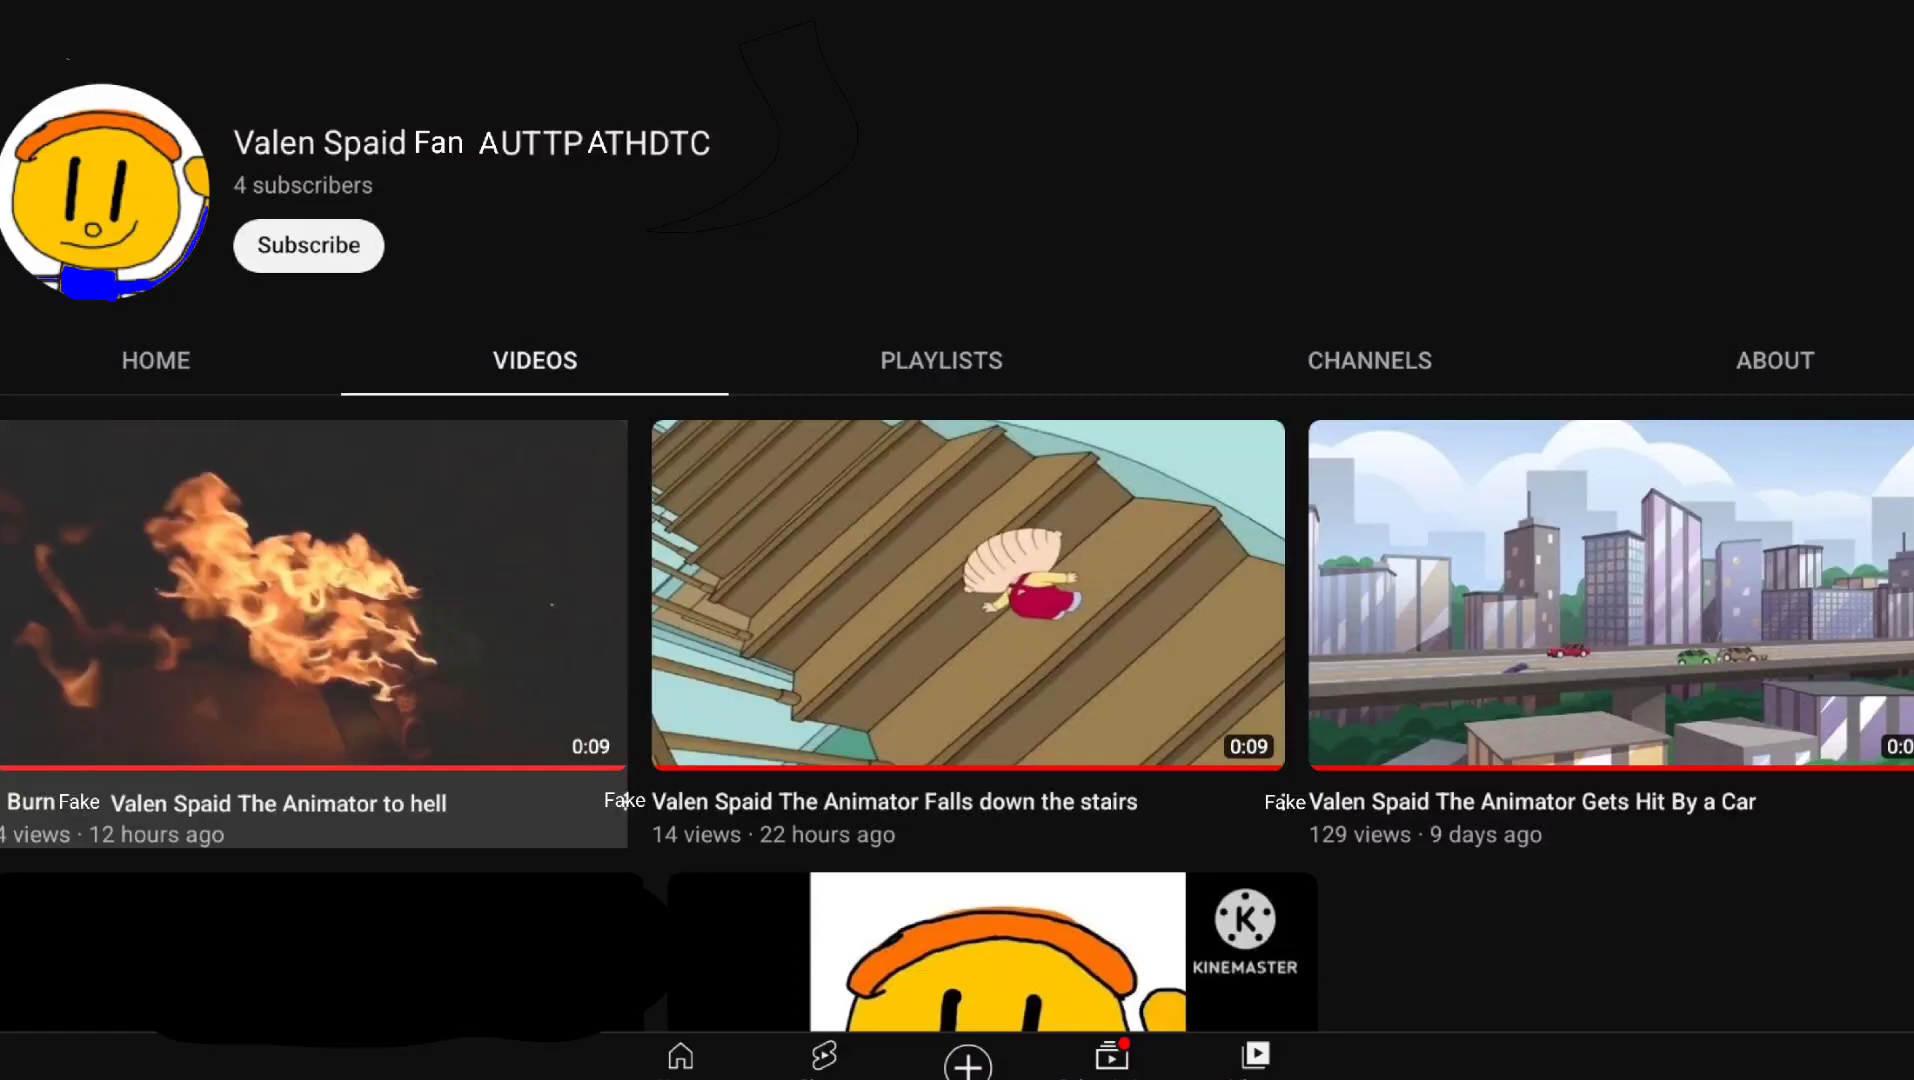 Valen Spaid Fan AUTTPATHDTC
4 subscribers
Subscribe
HOME VIDEOS PLAYLISTS CHANNELS ABOUT
0:09 0:09 0:0
Burn Fake Valen Spaid The Animator to hell
4 views · 12 hours ago
Fake Valen Spaid The Animator Falls down the stairs
14 views · 22 hours ago
Fake Valen Spaid The Animator Gets Hit By a Car
129 views · 9 days ago
K
KINEMASTER